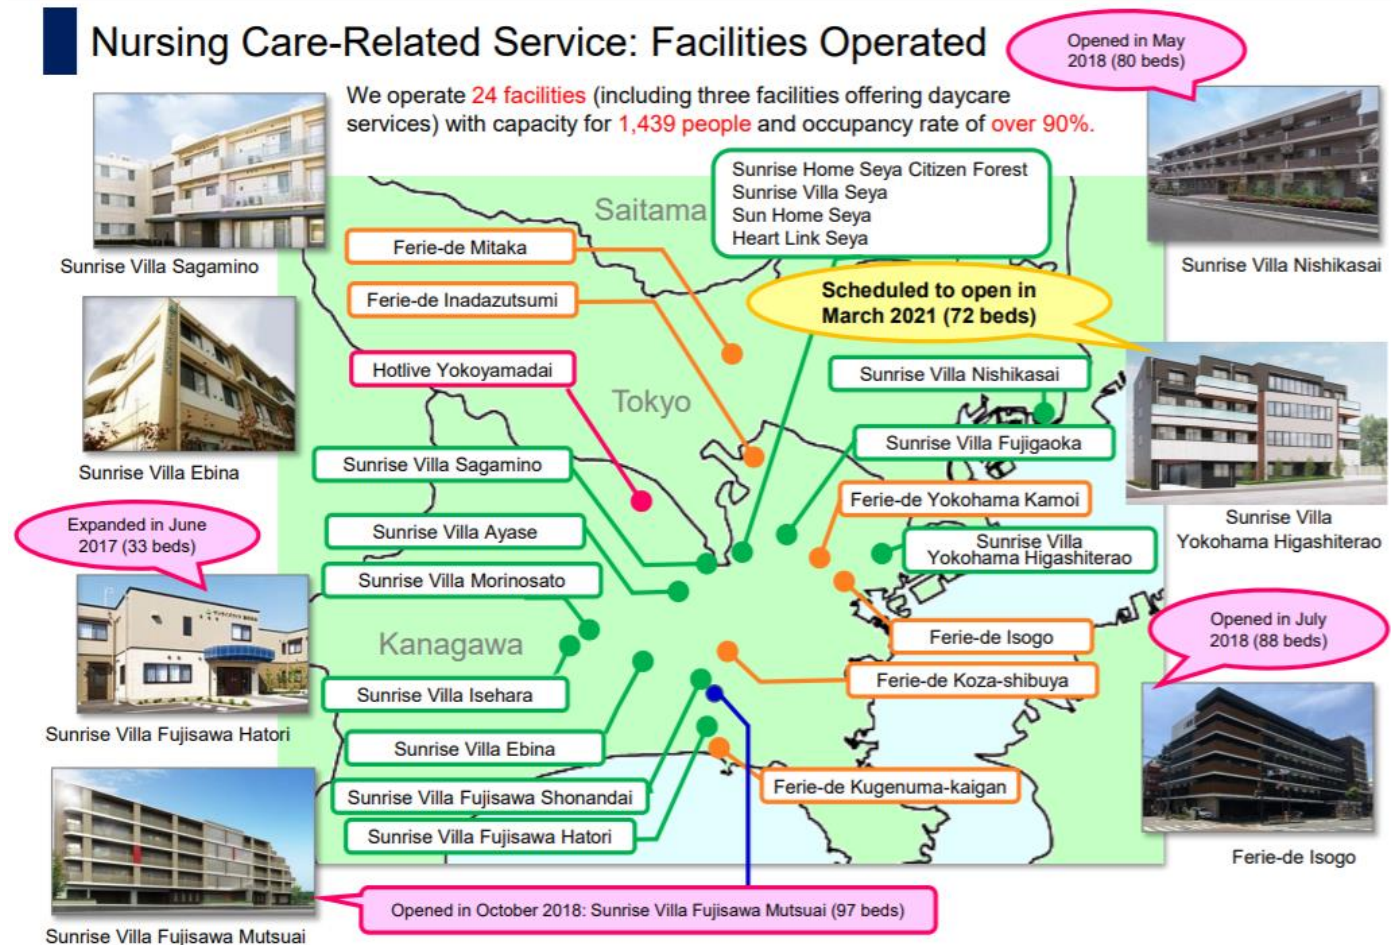 Nursing Care-Related Service: Facilities Operated
Opened in May
2018 (80 beds)
We operate 24 facilities (including three facilities offering daycare
services) with capacity for 1,439 people and occupancy rate of over 90%.
Sunrise Villa Sagamino
Sunrise Villa Nishikasai
Sunrise Home Seya Citizen Forest
Sunrise Villa Seya
Sun Home Seya
Heart Link Seya
Saitama
Ferie-de Mitaka
Ferie-de Inadazutsumi
Scheduled to open in
March 2021 (72 beds)
Hotlive Yokoyamadai
Sunrise Villa Nishikasai
Tokyo
Sunrise Villa Fujigaoka
Sunrise Villa Ebina
Sunrise Villa Sagamino
Ferie-de Yokohama Kamoi
Sunrise Villa
Yokohama Higashiterao
Expanded in June
2017 (33 beds)
Sunrise Villa Ayase
Sunrise Villa
Yokohama Higashiterao
Sunrise Villa Morinosato
Kanagawa
Ferie-de Isogo
Opened in July
2018 (88 beds)
Sunrise Villa Isehara
Ferie-de Koza-shibuya
Sunrise Villa Fujisawa Hatori
Sunrise Villa Ebina
Sunrise Villa Fujisawa Shonandai
Ferie-de Kugenuma-kaigan
Sunrise Villa Fujisawa Hatori
Ferie-de Isogo
Opened in October 2018: Sunrise Villa Fujisawa Mutsuai (97 beds)
Sunrise Villa Fujisawa Mutsuai